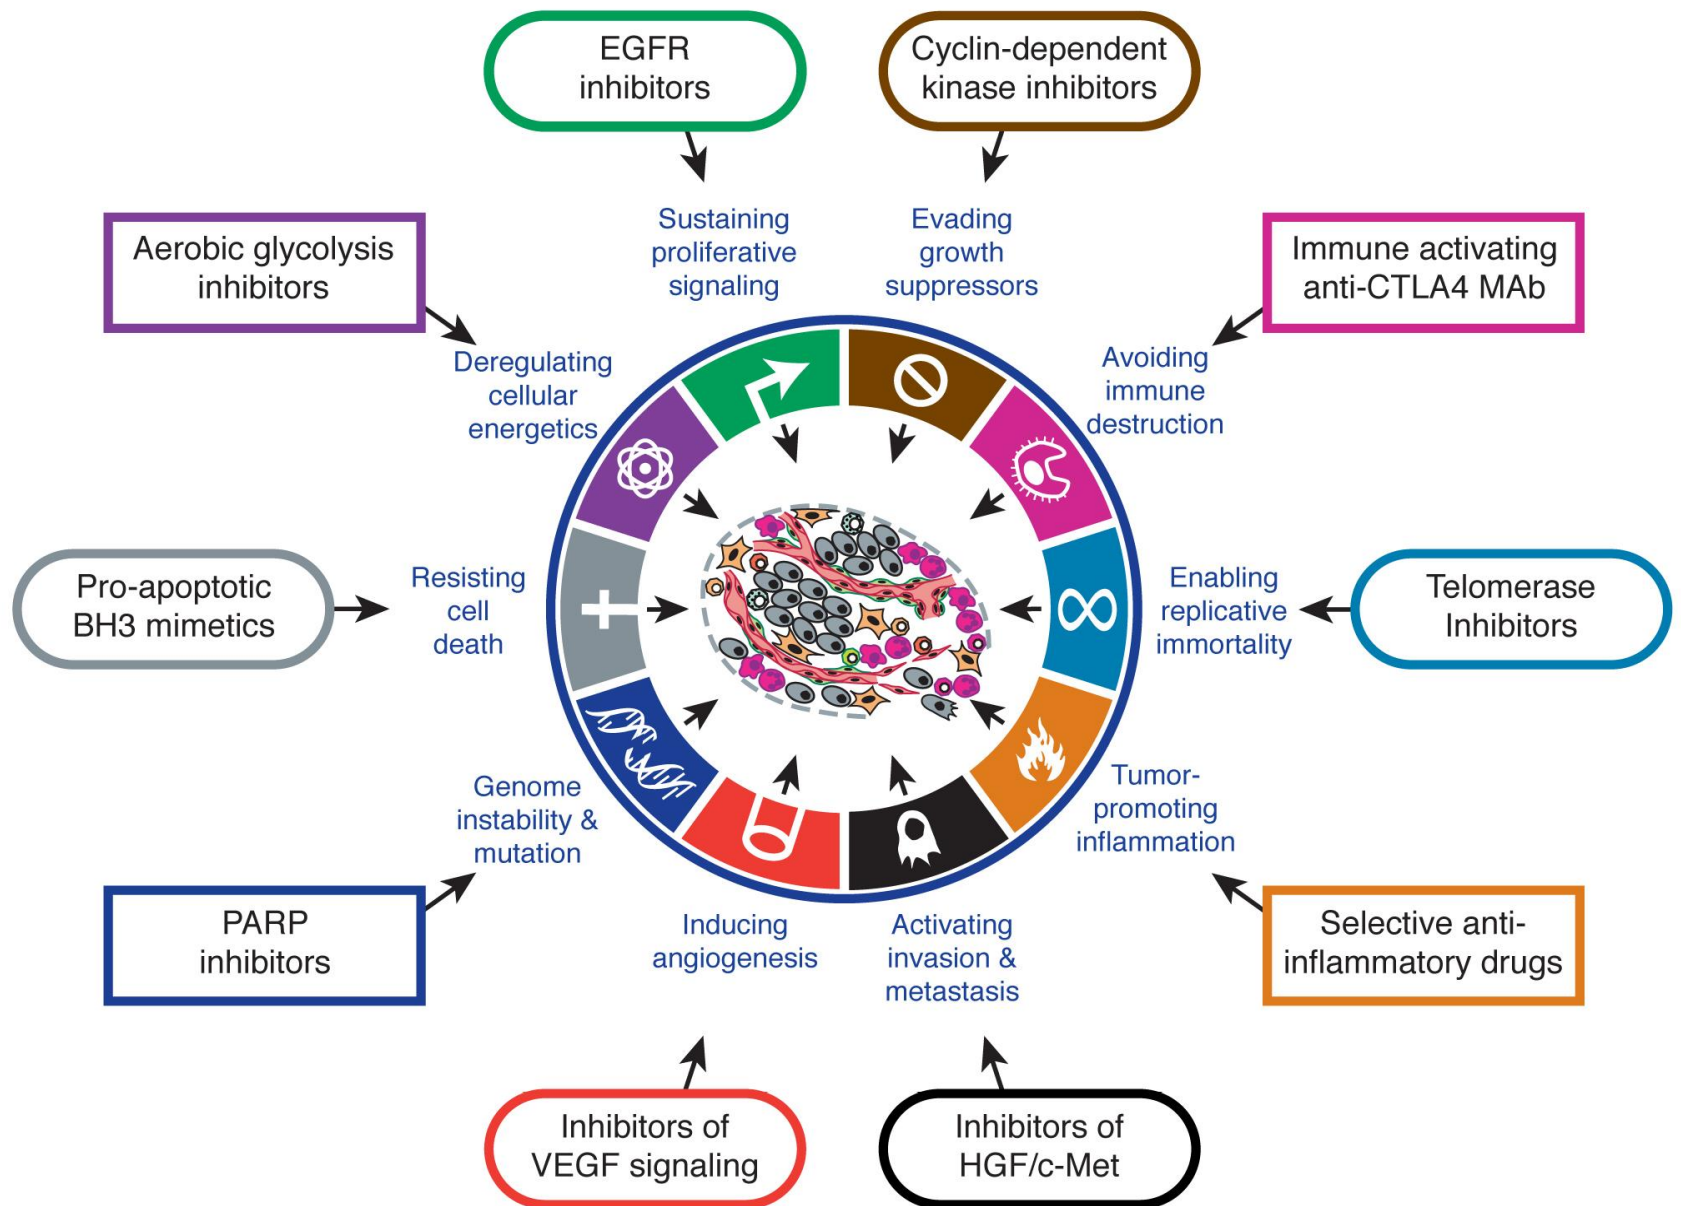 EGFR
inhibitors
Cyclin-dependent
kinase inhibitors
Sustaining
proliferative
signaling
Evading
growth
suppressors
Aerobic glycolysis
inhibitors
Immune activating
anti-CTLA4 MAb
Deregulating
cellular
energetics
Avoiding
immune
destruction
Pro-apoptotic
BH3 mimetics
Resisting
cell
death
Enabling
replicative
immortality
Telomerase
Inhibitors
Genome
instability &
mutation
Tumor-
promoting
inflammation
PARP
inhibitors
Inducing
angiogenesis
Activating
invasion &
metastasis
Selective anti-
inflammatory drugs
Inhibitors of
VEGF signaling
Inhibitors of
HGF/c-Met